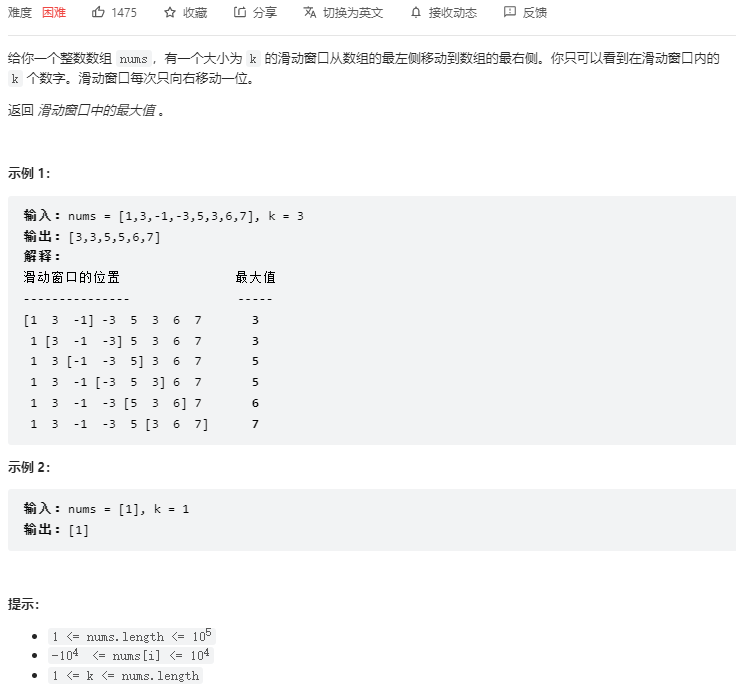 难度 困难 1475 收藏 分享 切换为英文 接收动态 反馈
给你一个整数数组 nums，有一个大小为 k 的滑动窗口从数组的最左侧移动到数组的最右侧。你只可以看到在滑动窗口内的
k 个数字。滑动窗口每次只向右移动一位。
返回 滑动窗口中的最大值 。
示例 1：
输入：nums = [1,3,-1,-3,5,3,6,7], k = 3
输出：[3,3,5,5,6,7]
解释：
滑动窗口的位置 最大值
--------------- -----
[1 3 -1] -3 5 3 6 7 3
1 [3 -1 -3] 5 3 6 7 3
1 3 [-1 -3 5] 3 6 7 5
1 3 -1 [-3 5 3] 6 7 5
1 3 -1 -3 [5 3 6] 7 6
1 3 -1 -3 5 [3 6 7] 7
示例 2：
输入：nums = [1], k = 1
输出：[1]
提示：
1 <= nums.length <= 10⁵
-10⁴ <= nums[i] <= 10⁴
1 <= k <= nums.length